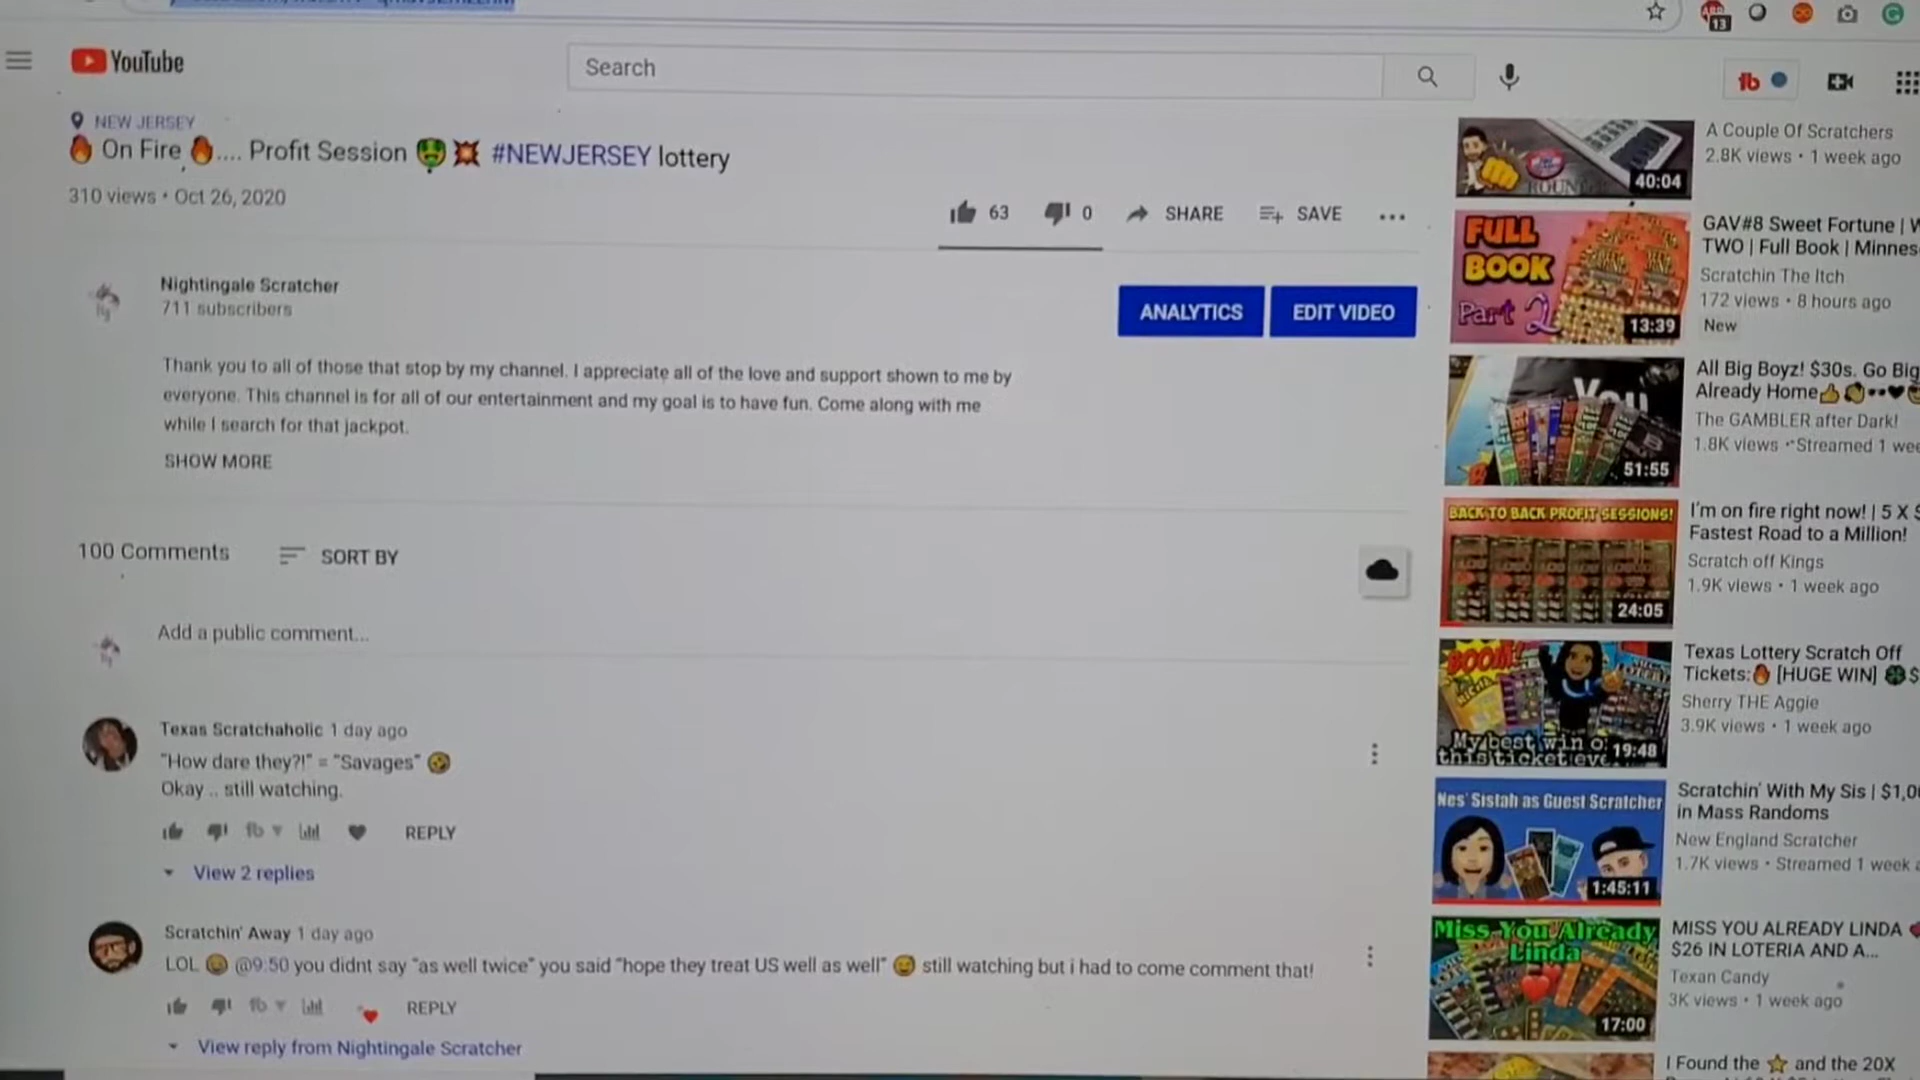 YouTube
Search
13
NEW JERSEY
🔥 On Fire 🔥.... Profit Session 🤑💥 #NEWJERSEY lottery
310 views • Oct 26, 2020
63
0
SHARE
SAVE
Nightingale Scratcher
711 subscribers
ANALYTICS
EDIT VIDEO
Thank you to all of those that stop by my channel. I appreciate all of the love and support shown to me by
everyone. This channel is for all of our entertainment and my goal is to have fun. Come along with me
while I search for that jackpot.
SHOW MORE
100 Comments
SORT BY
Add a public comment...
Texas Scratchaholic 1 day ago
"How dare they?!" = "Savages" 🤣
Okay .. still watching.
REPLY
View 2 replies
Scratchin' Away 1 day ago
LOL 😆 @9:50 you didnt say "as well twice" you said "hope they treat US well as well" 😅 still watching but i had to come comment that!
REPLY
View reply from Nightingale Scratcher
40:04
A Couple Of Scratchers
2.8K views • 1 week ago
FULL
BOOK
Part 2
13:39
GAV#8 Sweet Fortune |
TWO | Full Book | Minnes
Scratchin The Itch
172 views • 8 hours ago
New
You
51:55
All Big Boyz! $30s. Go Big
Already Home
The GAMBLER after Dark!
1.8K views • Streamed 1 wee
BACK TO BACK PROFIT SESSIONS!
24:05
I'm on fire right now! | 5 X $
Fastest Road to a Million!
Scratch off Kings
1.9K views • 1 week ago
BOOM!
My best win o
this ticket eve
19:48
Texas Lottery Scratch Off
Tickets:🔥 [HUGE WIN] 🍀$
Sherry THE Aggie
3.9K views • 1 week ago
Nes' Sistah as Guest Scratcher
1:45:11
Scratchin' With My Sis | $1,0
in Mass Randoms
New England Scratcher
1.7K views • Streamed 1 week a
Miss You Already
Linda
17:00
MISS YOU ALREADY LINDA
$26 IN LOTERIA AND A...
Texan Candy
3K views • 1 week ago
I Found the ⭐ and the 20X